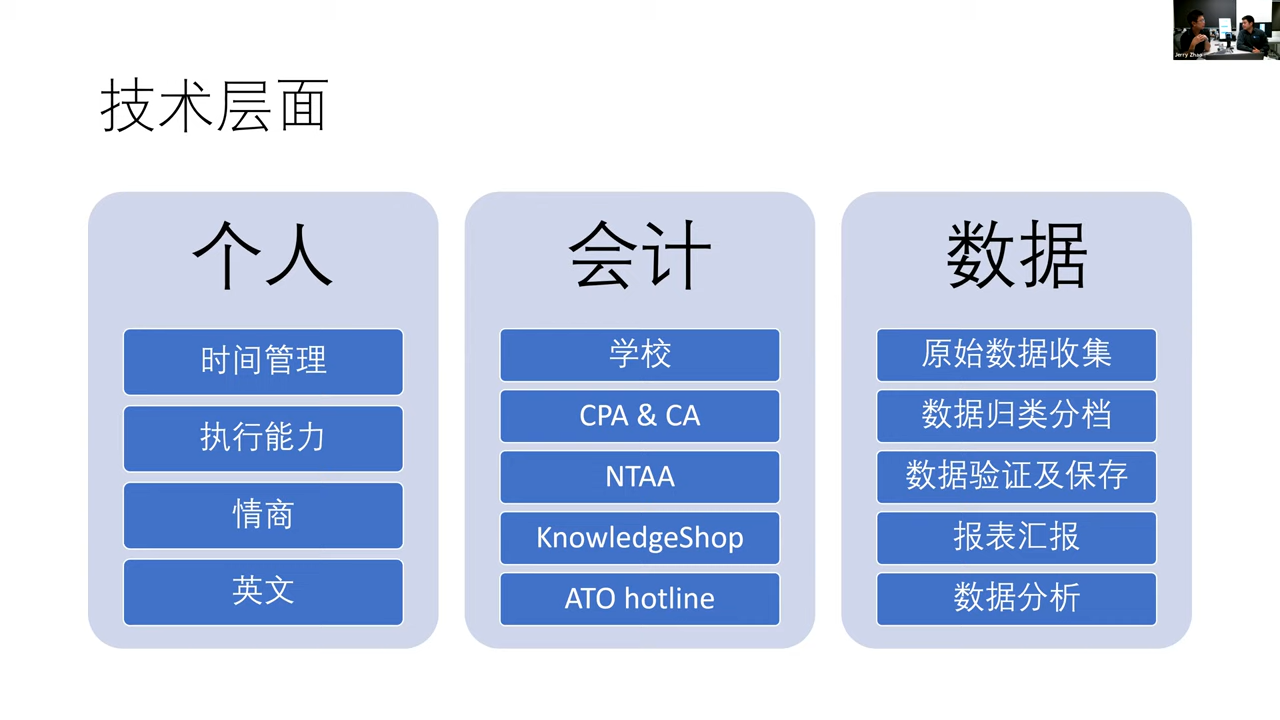 技术层面
个人
时间管理
执行能力
情商
英文
会计
学校
CPA & CA
NTAA
KnowledgeShop
ATO hotline
数据
原始数据收集
数据归类分档
数据验证及保存
报表汇报
数据分析
Jerry Zhao